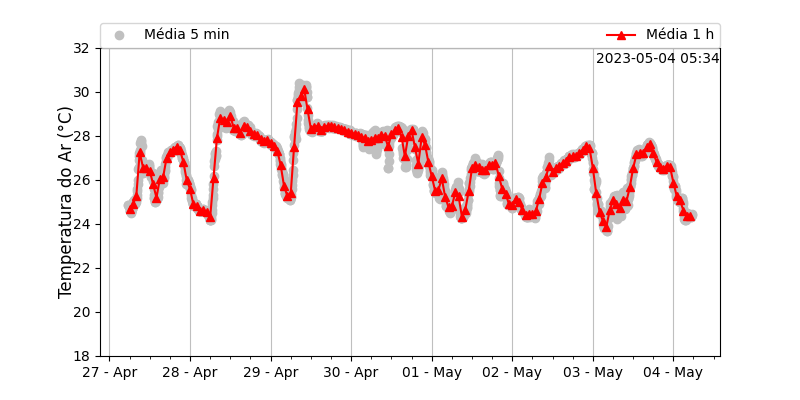 Média 5 min
Média 1 h
2023-05-04 05:34
Temperatura do Ar (°C)
32
30
28
26
24
22
20
18
27 - Apr
28 - Apr
29 - Apr
30 - Apr
01 - May
02 - May
03 - May
04 - May